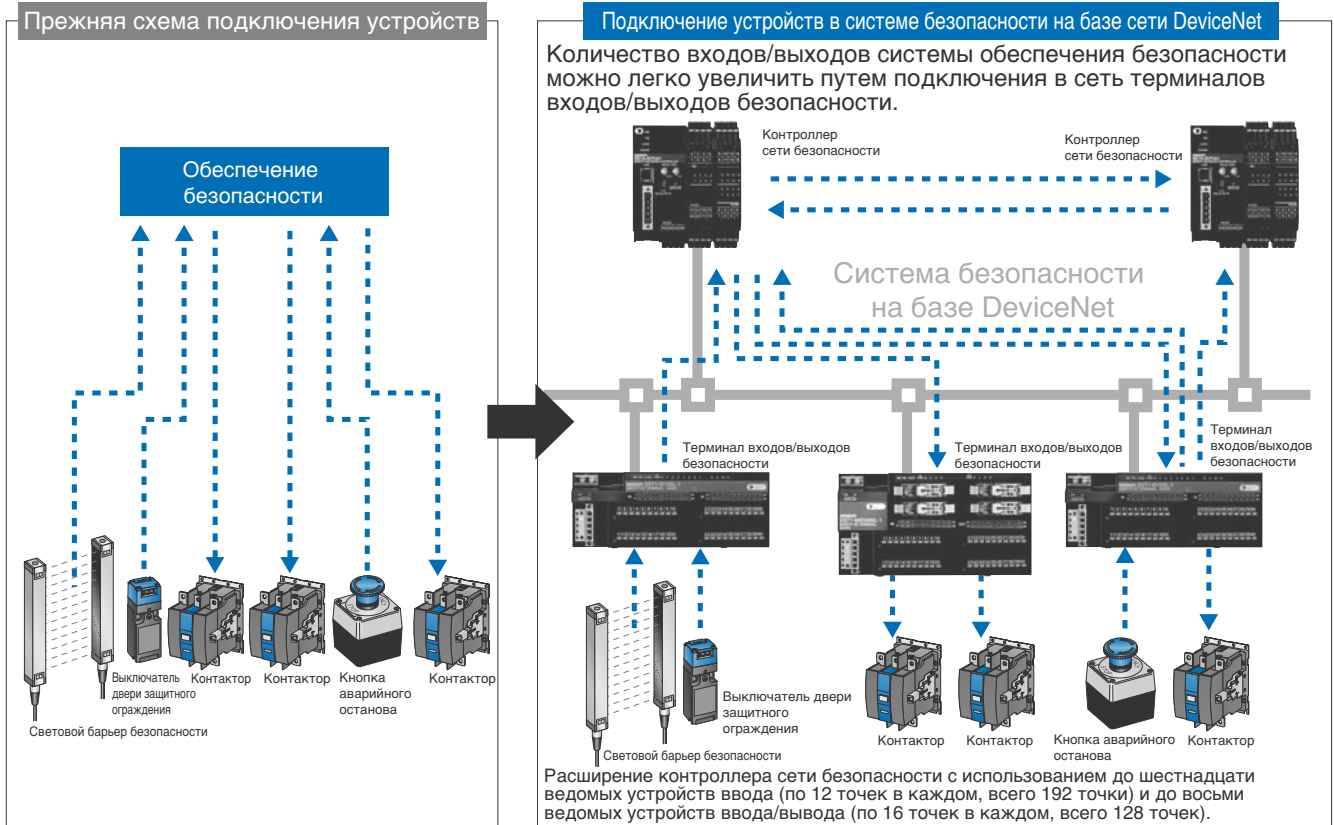 Прежняя схема подключения устройств
Обеспечение
безопасности
Выключатель
двери защитного
ограждения
Контактор
Контактор
Кнопка
аварийного
останова
Контактор
Световой барьер безопасности
Подключение устройств в системе безопасности на базе сети DeviceNet
Количество входов/выходов системы обеспечения безопасности
можно легко увеличить путем подключения в сеть терминалов
входов/выходов безопасности.
Контроллер
сети безопасности
Контроллер
сети безопасности
Система безопасности
на базе DeviceNet
Терминал входов/выходов
безопасности
Терминал входов/выходов
безопасности
Терминал
входов/выходов
безопасности
Выключатель двери
защитного
ограждения
Световой барьер безопасности
Контактор
Контактор
Кнопка аварийного
останова
Контактор
Расширение контроллера сети безопасности с использованием до шестнадцати
ведомых устройств ввода (по 12 точек в каждом, всего 192 точки) и до восьми
ведомых устройств ввода/вывода (по 16 точек в каждом, всего 128 точек).